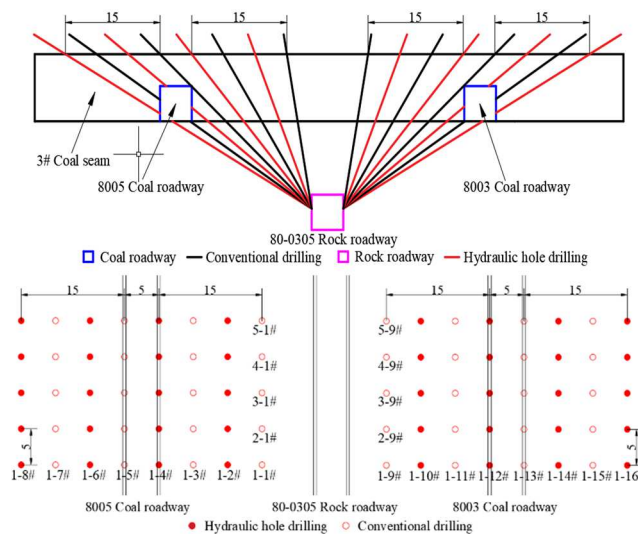 15 15 15 15
3# Coal seam
8005 Coal roadway
8003 Coal roadway
80-0305 Rock roadway
Coal roadway Conventional drilling Rock roadway Hydraulic hole drilling
15 5 15 15 5 15
5-1# 5-9#
4-1# 4-9#
3-1# 3-9#
2-1# 2-9#
5 5
1-8# 1-7# 1-6# 1-5# 1-4# 1-3# 1-2# 1-1# 1-9# 1-10# 1-11# 1-12# 1-13# 1-14# 1-15# 1-16
8005 Coal roadway 80-0305 Rock roadway 8003 Coal roadway
Hydraulic hole drilling Conventional drilling